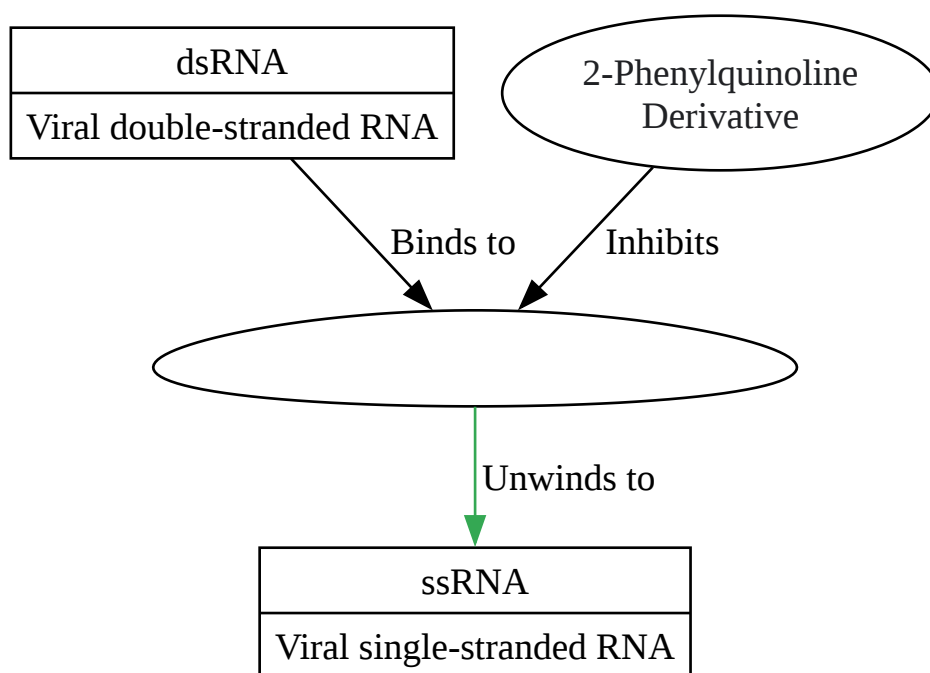 dsRNA
Viral double-stranded RNA
2-Phenylquinoline
Derivative
Binds to
Inhibits
Unwinds to
ssRNA
Viral single-stranded RNA